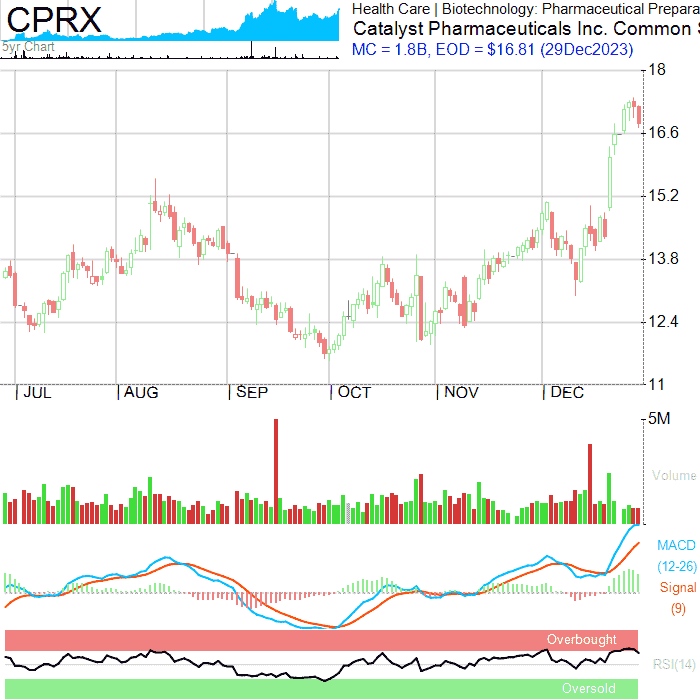 CPRX
5yr Chart
Health Care | Biotechnology: Pharmaceutical Prepara
Catalyst Pharmaceuticals Inc. Common S
MC = 1.8B, EOD = $16.81 (29Dec2023)
18
16.6
15.2
13.8
12.4
11
JUL AUG SEP OCT NOV DEC
5M
Volume
MACD
(12-26)
Signal
(9)
Overbought
RSI(14)
Oversold